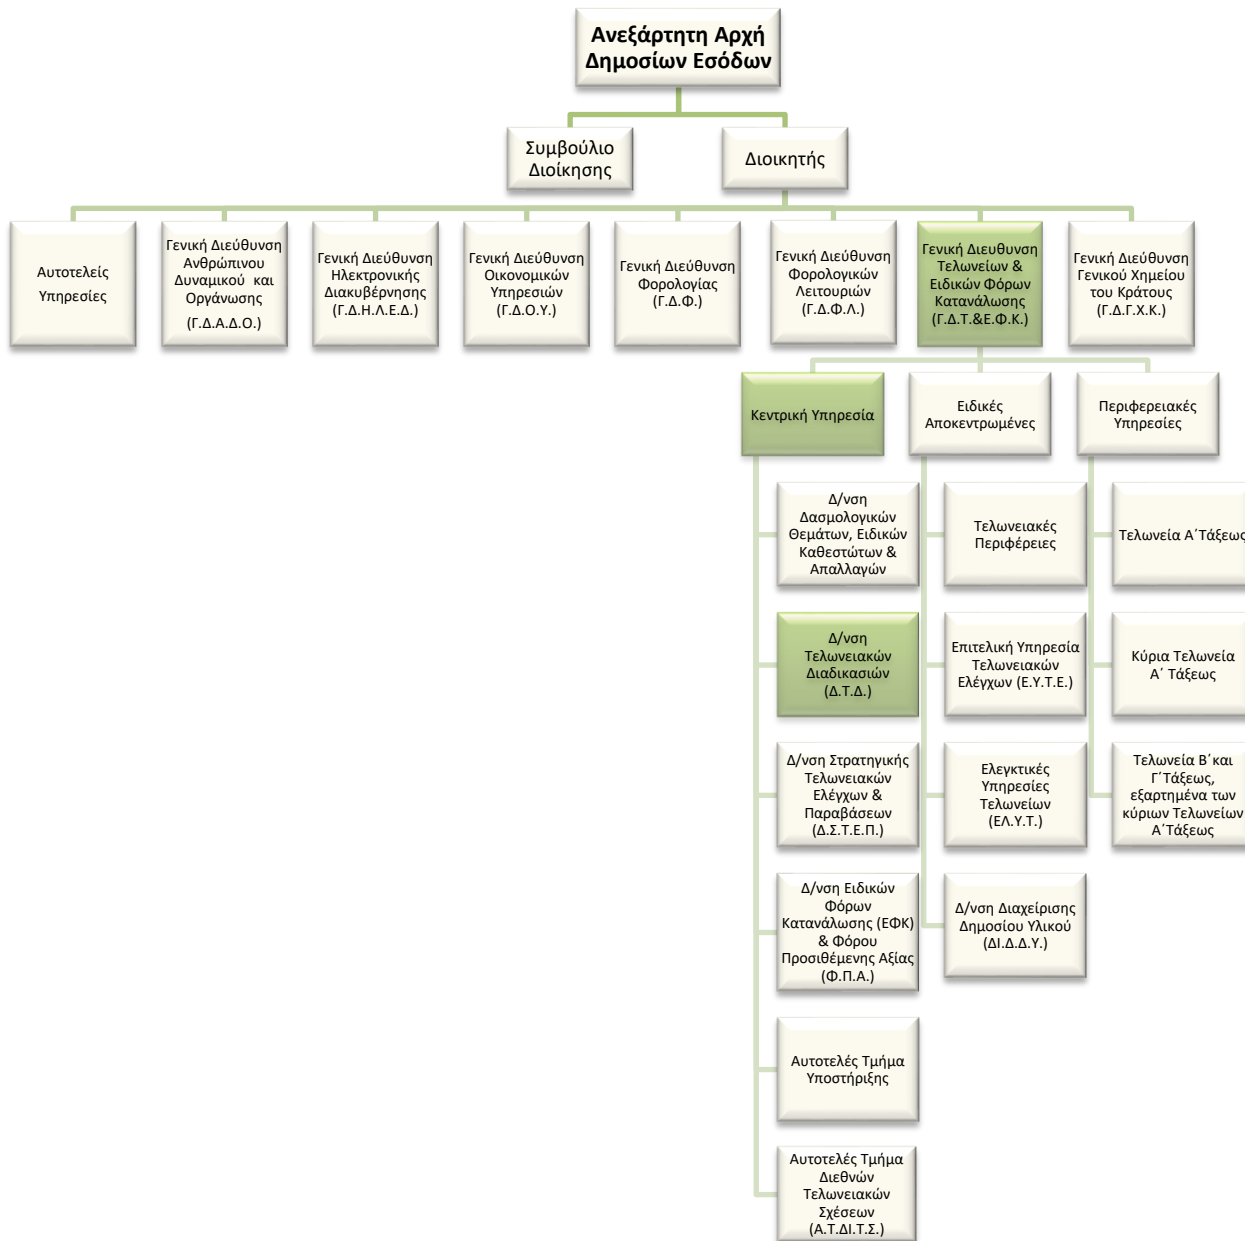 Ανεξάρτητη Αρχή
Δημοσίων Εσόδων
Συμβούλιο
Διοίκησης
Διοικητής
Αυτοτελείς
Υπηρεσίες
Γενική Διεύθυνση
Ανθρώπινου
Δυναμικού και
Οργάνωσης
(Γ.Δ.Α.Δ.Ο.)
Γενική Διεύθυνση
Ηλεκτρονικής
Διακυβέρνησης
(Γ.Δ.Η.Λ.Ε.Δ.)
Γενική Διεύθυνση
Οικονομικών
Υπηρεσιών
(Γ.Δ.Ο.Υ.)
Γενική Διεύθυνση
Φορολογίας
(Γ.Δ.Φ.)
Γενική Διεύθυνση
Φορολογικών
Λειτουριών
(Γ.Δ.Φ.Λ.)
Γενική Διευθυνση
Τελωνείων &
Ειδικών Φόρων
Κατανάλωσης
(Γ.Δ.Τ.&Ε.Φ.Κ.)
Γενική Διεύθυνση
Γενικού Χημείου
του Κράτους
(Γ.Δ.Γ.Χ.Κ.)
Κεντρική Υπηρεσία
Ειδικές
Αποκεντρωμένες
Περιφερειακές
Υπηρεσίες
Δ/νση
Δασμολογικών
Θεμάτων, Ειδικών
Καθεστώτων &
Απαλλαγών
Δ/νση
Τελωνειακών
Διαδικασιών
(Δ.Τ.Δ.)
Δ/νση Στρατηγικής
Τελωνειακών
Ελέγχων &
Παραβάσεων
(Δ.Σ.Τ.Ε.Π.)
Δ/νση Ειδικών
Φόρων
Κατανάλωσης (ΕΦΚ)
& Φόρου
Προσιθέμενης Αξίας
(Φ.Π.Α.)
Αυτοτελές Τμήμα
Υποστήριξης
Αυτοτελές Τμήμα
Διεθνών
Τελωνειακών
Σχέσεων
(Α.Τ.ΔΙ.Τ.Σ.)
Τελωνειακές
Περιφέρειες
Επιτελική Υπηρεσία
Τελωνειακών
Ελέγχων (Ε.Υ.Τ.Ε.)
Ελεγκτικές
Υπηρεσίες
Τελωνείων
(ΕΛ.Υ.Τ.)
Δ/νση Διαχείρισης
Δημοσίου Υλικού
(ΔΙ.Δ.Δ.Υ.)
Τελωνεία Α΄Τάξεως
Κύρια Τελωνεία
Α΄ Τάξεως
Τελωνεία Β΄και
Γ΄Τάξεως,
εξαρτημένα των
κύριων Τελωνείων
Α΄Τάξεως